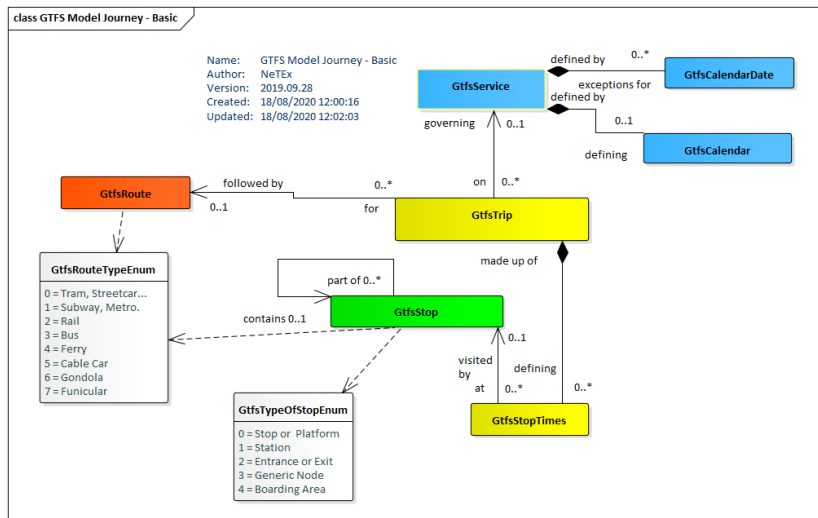 class GTFS Model Journey - Basic
Name: GTFS Model Journey - Basic
Author: NeTEx
Version: 2019.09.28
Created: 18/08/2020 12:00:16
Updated: 18/08/2020 12:02:03
GtfsService
defined by
0..*
GtfsCalendarDate
exceptions for
defined by
0..1
GtfsCalendar
defining
governing
0..1
on
0..*
GtfsRoute
followed by
0..1
0..*
for
GtfsTrip
made up of
GtfsRouteTypeEnum
0 = Tram, Streetcar...
1 = Subway, Metro.
2 = Rail
3 = Bus
4 = Ferry
5 = Cable Car
6 = Gondola
7 = Funicular
part of 0..*
contains 0..1
GtfsStop
0..1
visited
by
at
0..*
defining
0..*
GtfsStopTimes
GtfsTypeOfStopEnum
0 = Stop or Platform
1 = Station
2 = Entrance or Exit
3 = Generic Node
4 = Boarding Area